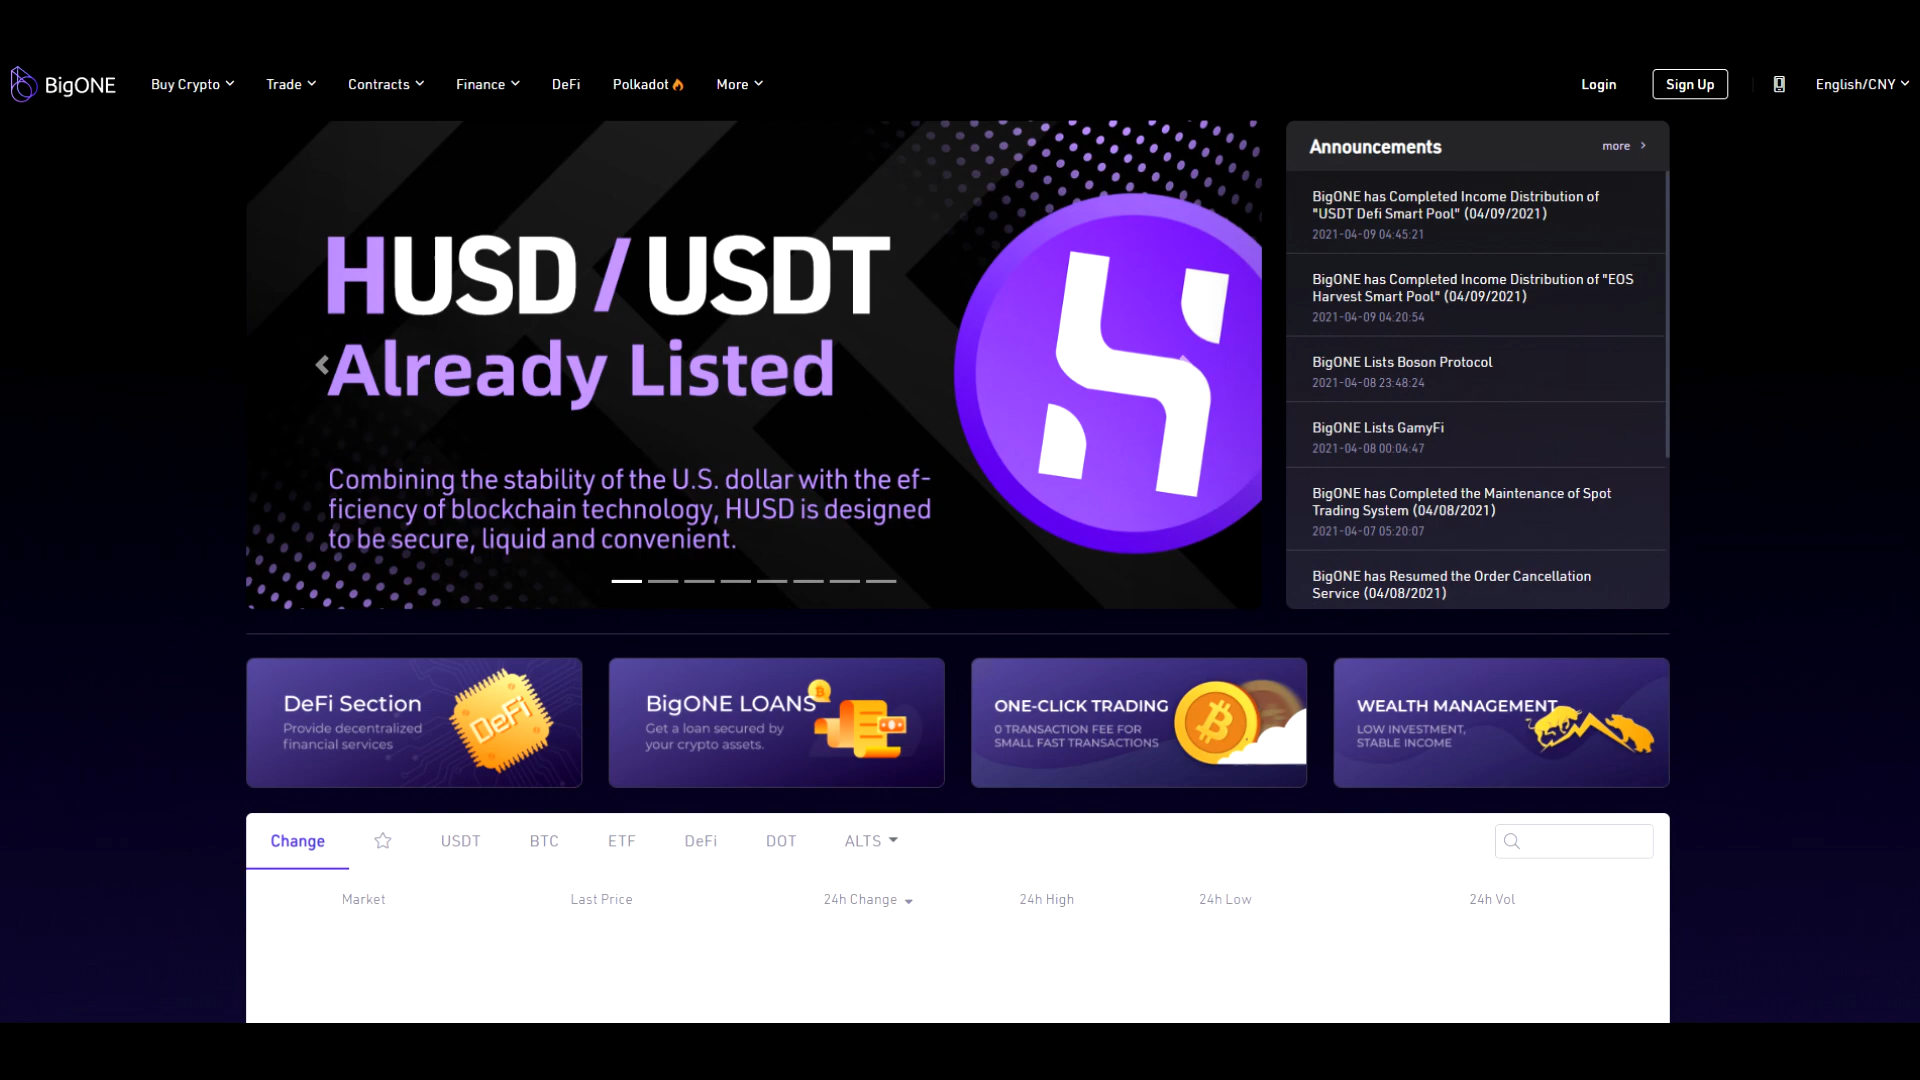 BigONE
Buy Crypto
Trade
Contracts
Finance
DeFi
Polkadot
More
Login
Sign Up
English/CNY
HUSD / USDT
Already Listed
Combining the stability of the U.S. dollar with the ef-
ficiency of blockchain technology, HUSD is designed
to be secure, liquid and convenient.
Announcements
more
BigONE has Completed Income Distribution of
"USDT Defi Smart Pool" (04/09/2021)
2021-04-09 04:45:21
BigONE has Completed Income Distribution of "EOS
Harvest Smart Pool" (04/09/2021)
2021-04-09 04:20:54
BigONE Lists Boson Protocol
2021-04-08 23:48:24
BigONE Lists GamyFi
2021-04-08 00:04:47
BigONE has Completed the Maintenance of Spot
Trading System (04/08/2021)
2021-04-07 05:20:07
BigONE has Resumed the Order Cancellation
Service (04/08/2021)
DeFi Section
Provide decentralized
financial services
DeFi
BigONE LOANS
Get a loan secured by
your crypto assets.
ONE-CLICK TRADING
0 TRANSACTION FEE FOR
SMALL FAST TRANSACTIONS
WEALTH MANAGEMENT
LOW INVESTMENT,
STABLE INCOME
Change
USDT
BTC
ETF
DeFi
DOT
ALTS
Market
Last Price
24h Change
24h High
24h Low
24h Vol